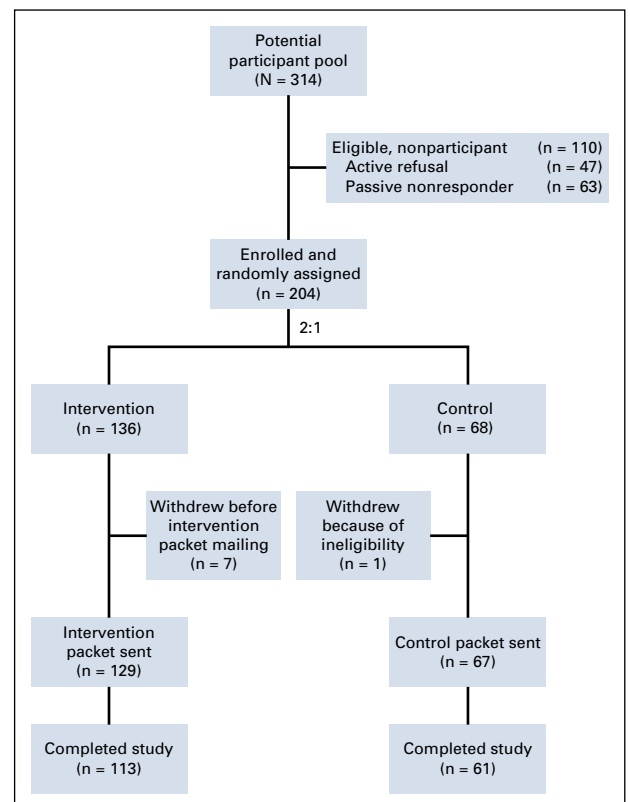 Potential
participant pool
(N = 314)
Eligible, nonparticipant (n = 110)
Active refusal (n = 47)
Passive nonresponder (n = 63)
Enrolled and
randomly assigned
(n = 204)
2:1
Intervention
(n = 136)
Control
(n = 68)
Withdrew before
intervention
packet mailing
(n = 7)
Withdrew
because of
ineligibility
(n = 1)
Intervention
packet sent
(n = 129)
Control packet sent
(n = 67)
Completed study
(n = 113)
Completed study
(n = 61)